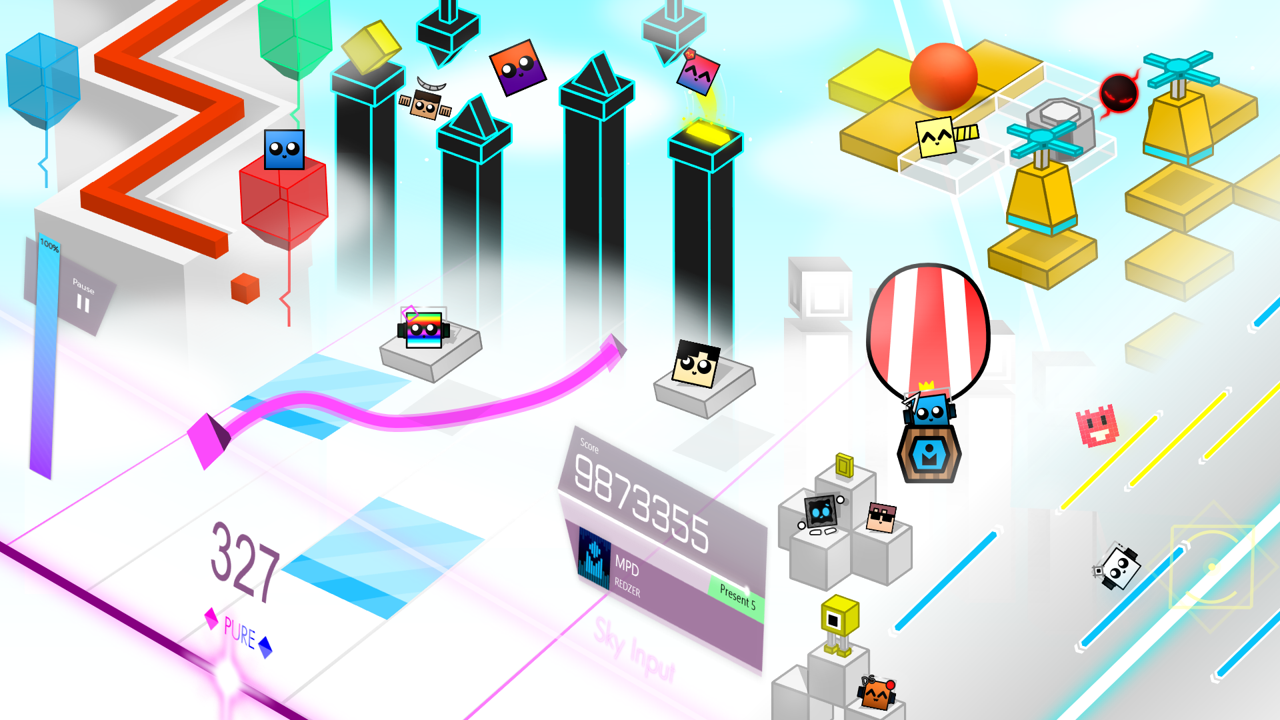 100%
Pause
Score
9873355
MPD
REDZER
Present 5
327
PURE
Sky Input